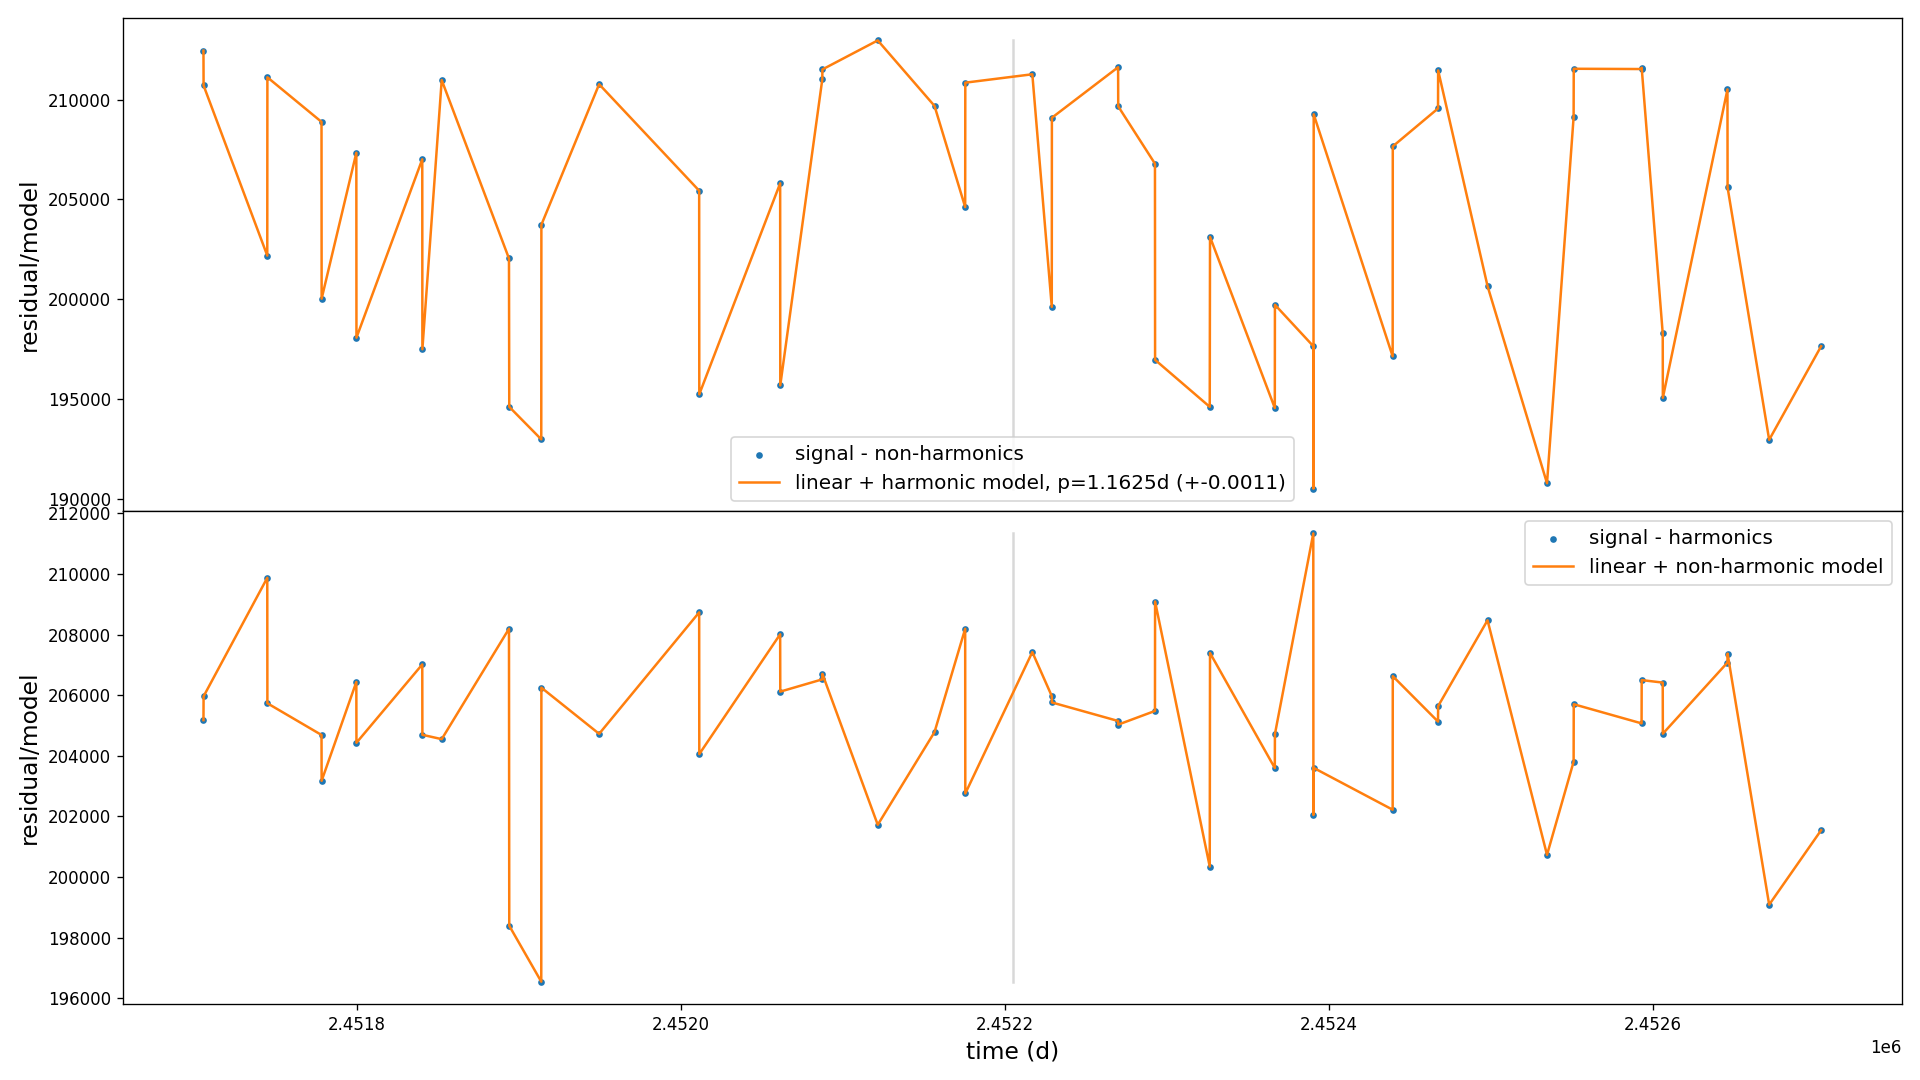 residual/model
210000
205000
200000
195000
190000
signal - non-harmonics
linear + harmonic model, p=1.1625d (+-0.0011)
residual/model
212000
210000
208000
206000
204000
202000
200000
198000
196000
signal - harmonics
linear + non-harmonic model
2.4518
2.4520
2.4522
2.4524
2.4526
1e6
time (d)